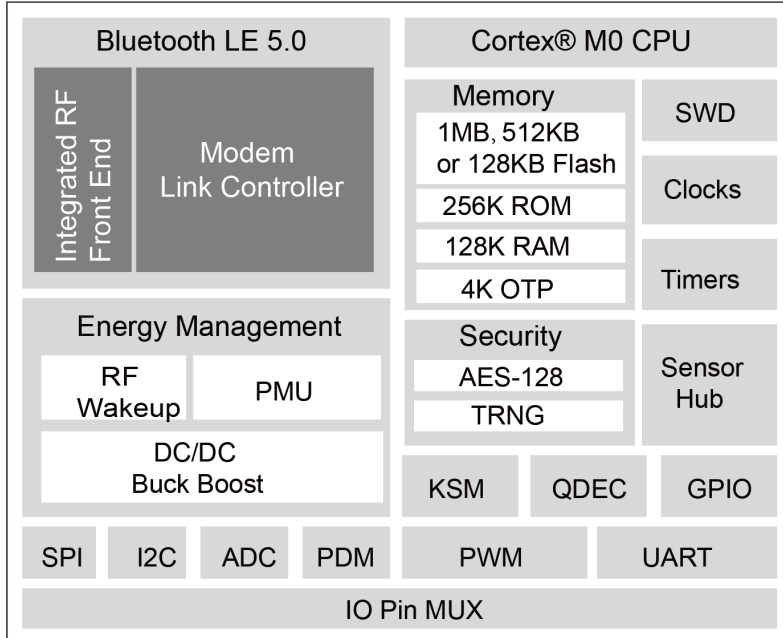 Bluetooth LE 5.0
Integrated RF
Front End
Modem
Link Controller
Energy Management
RF
Wakeup
PMU
DC/DC
Buck Boost
Cortex® M0 CPU
Memory
1MB, 512KB
or 128KB Flash
256K ROM
128K RAM
4K OTP
SWD
Clocks
Timers
Security
AES-128
TRNG
Sensor
Hub
KSM
QDEC
GPIO
SPI
I2C
ADC
PDM
PWM
UART
IO Pin MUX